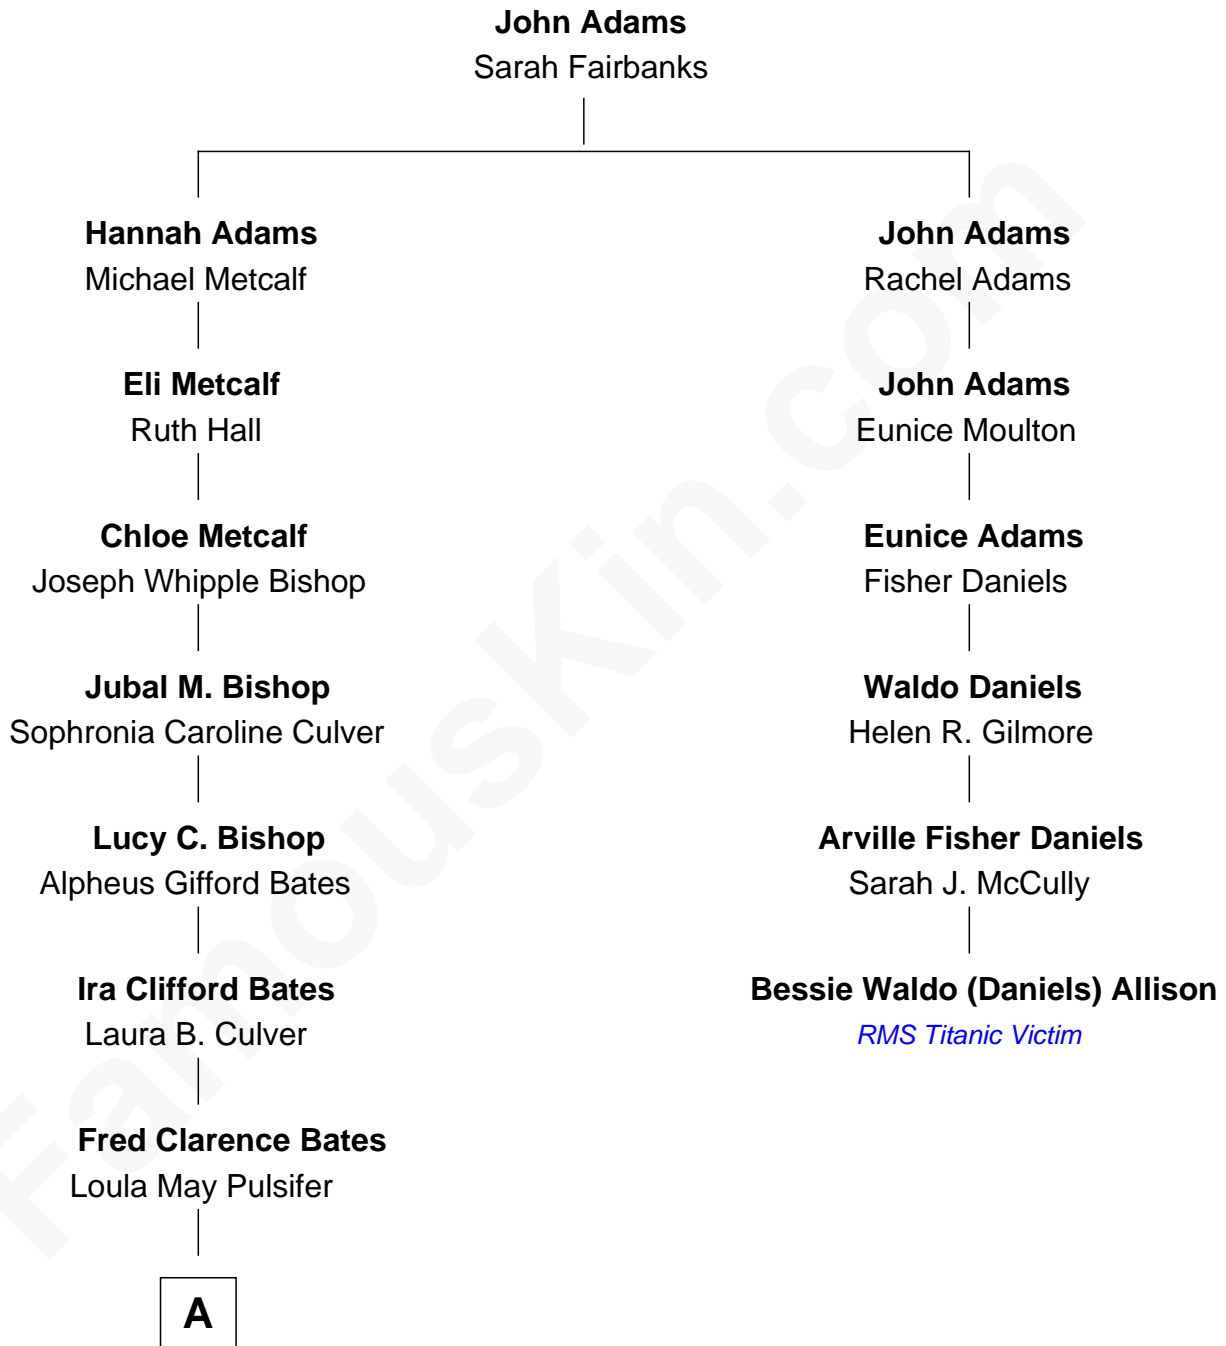 John Adams
Sarah Fairbanks
Hannah Adams
Michael Metcalf
Eli Metcalf
Ruth Hall
Chloe Metcalf
Joseph Whipple Bishop
Jubal M. Bishop
Sophronia Caroline Culver
Lucy C. Bishop
Alpheus Gifford Bates
Ira Clifford Bates
Laura B. Culver
Fred Clarence Bates
Loula May Pulsifer
A
John Adams
Rachel Adams
John Adams
Eunice Moulton
Eunice Adams
Fisher Daniels
Waldo Daniels
Helen R. Gilmore
Arville Fisher Daniels
Sarah J. McCully
Bessie Waldo (Daniels) Allison
RMS Titanic Victim
FamousKin.com